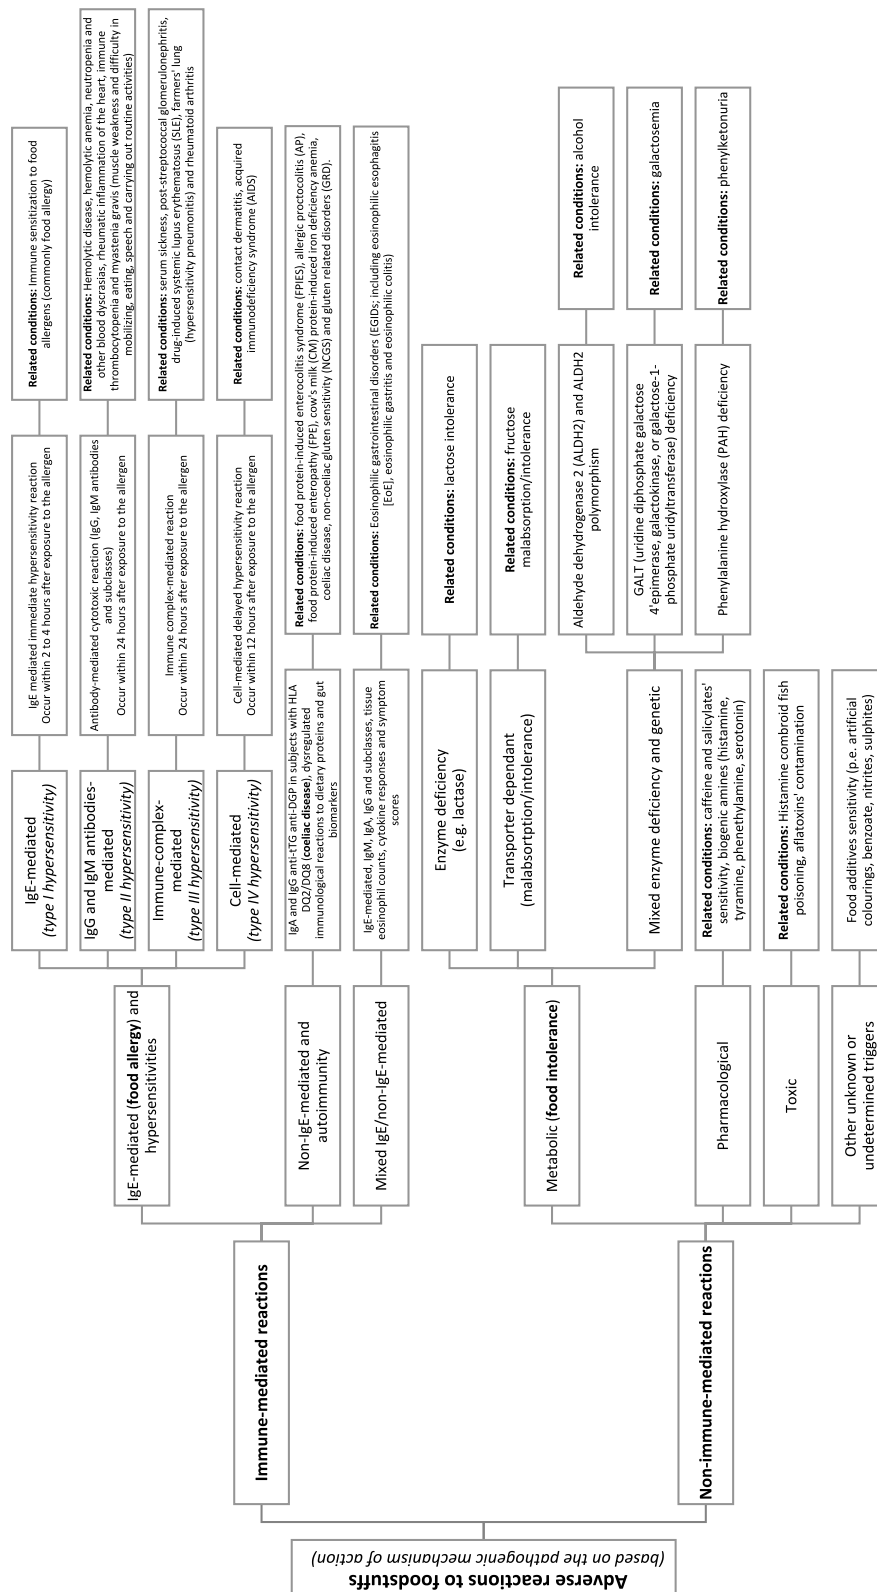 Adverse reactions to foodstuffs
(based on the pathogenic mechanism of action)
Immune-mediated reactions
IgE-mediated (food allergy) and
hypersensitivities
IgE-mediated
(type I hypersensitivity)
IgE mediated immediate hypersensitivity reaction
Occur within 2 to 4 hours after exposure to the allergen
Related conditions: Immune sensitization to food
allergens (commonly food allergy)
IgG and IgM antibodies-
mediated
(type II hypersensitivity)
Antibody-mediated cytotoxic reaction (IgG, IgM antibodies
and subclasses)
Occur within 24 hours after exposure to the allergen
Related conditions: Hemolytic disease, hemolytic anemia, neutropenia and
other blood dyscrasias, rheumatic inflammation of the heart, immune
thrombocytopenia and myastenia gravis (muscle weakness and difficulty in
mobilizing, eating, speech and carrying out routine activities)
Immune-complex-
mediated
(type III hypersensitivity)
Immune complex-mediated reaction
Occur within 24 hours after exposure to the allergen
Related conditions: serum sickness, post-streptococal glomerulonephritis,
drug-induced systemic lupus erythematosus (SLE), farmers' lung
(hypersensitivity pneumonitis) and rheumatoid arthritis
Cell-mediated
(type IV hypersensitivity)
Cell-mediated delayed hypersensitivity reaction
Occur within 12 hours after exposure to the allergen
Related conditions: contact dermatitis, acquired
immunodeficiency syndrome (AIDS)
Non-IgE-mediated and
autoimmunity
IgA and IgG anti-tTG anti-DGP in subjects with HLA
DQ2/DQ8 (coeliac disease), dysregulated
immunological reactions to dietary proteins and gut
biomarkers
Related conditions: food protein-induced enterocolitis syndrome (FPIES), allergic proctocolitis (AP),
food protein-induced enteropathy (FPE), cow's milk (CM) protein-induced iron deficiency anemia,
coeliac disease, non-coeliac gluten sensitivity (NCGS) and gluten related disorders (GRD).
Mixed IgE/non-IgE-mediated
IgE-mediated, IgM, IgA, IgG and subclasses, tissue
eosinophil counts, cytokine responses and symptom
scores
Related conditions: Eosinophilic gastrointestinal disorders (EGIDs; including eosinophilic esophagitis
[EoE], eosinophilic gastritis and eosinophilic colitis)
Non-immune-mediated reactions
Metabolic (food intolerance)
Enzyme deficiency
(e.g. lactase)
Related conditions: lactose intolerance
Transporter dependant
(malabsortption/intolerance)
Related conditions: fructose
malabsorption/intolerance
Mixed enzyme deficiency and genetic
Aldehyde dehydrogenase 2 (ALDH2) and ALDH2
polymorphism
Related conditions: alcohol
intolerance
GALT (uridine diphosphate galactose
4'epimerase, galactokinase, or galactose-1-
phosphate uridyltransferase) deficiency
Related conditions: galactosemia
Phenylalanine hydroxylase (PAH) deficiency
Related conditions: phenylketonuria
Pharmacological
Related conditions: caffeine and salicylates'
sensitivity, biogenic amines (histamine,
tyramine, phenethylamine, serotonin)
Toxic
Related conditions: Histamine combroid fish
poisoning, aflatoxins' contamination
Other unknown or
undetermined triggers
Food additives sensitivity (p.e. artificial
colourings, benzoate, nitrites, sulphites)